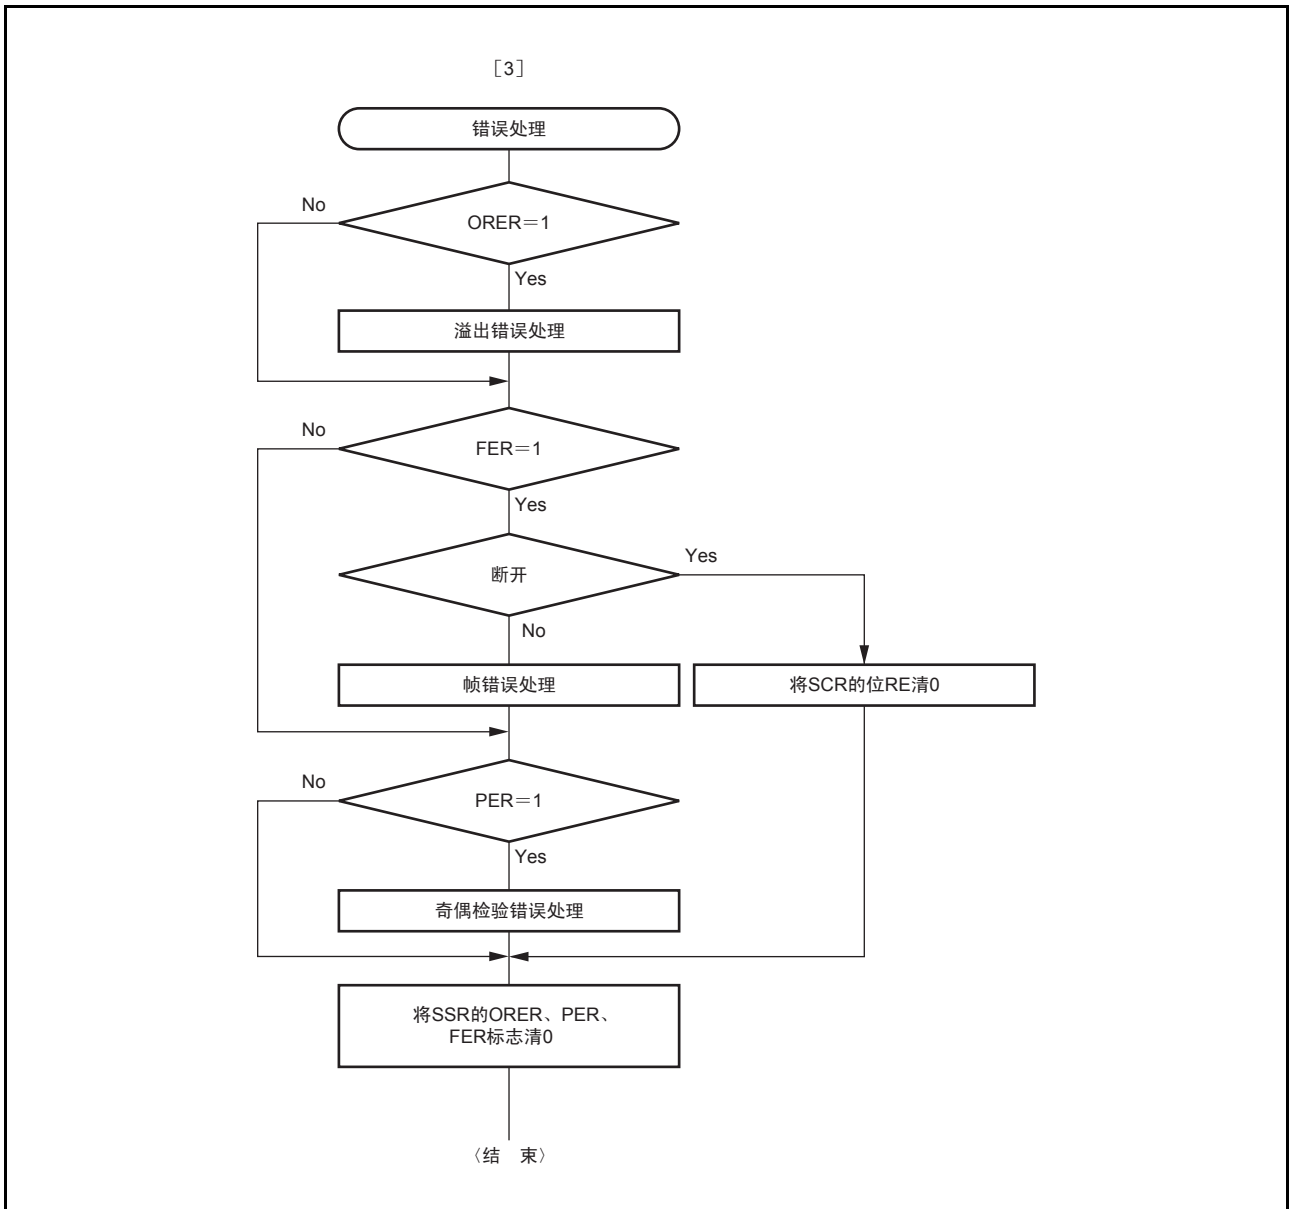 ［3］
错误处理
No
ORER＝1
Yes
溢出错误处理
No
FER＝1
Yes
断开
Yes
No
帧错误处理
将SCR的位RE清0
No
PER＝1
Yes
奇偶检验错误处理
将SSR的ORER、PER、
FER标志清0
〈结　束〉